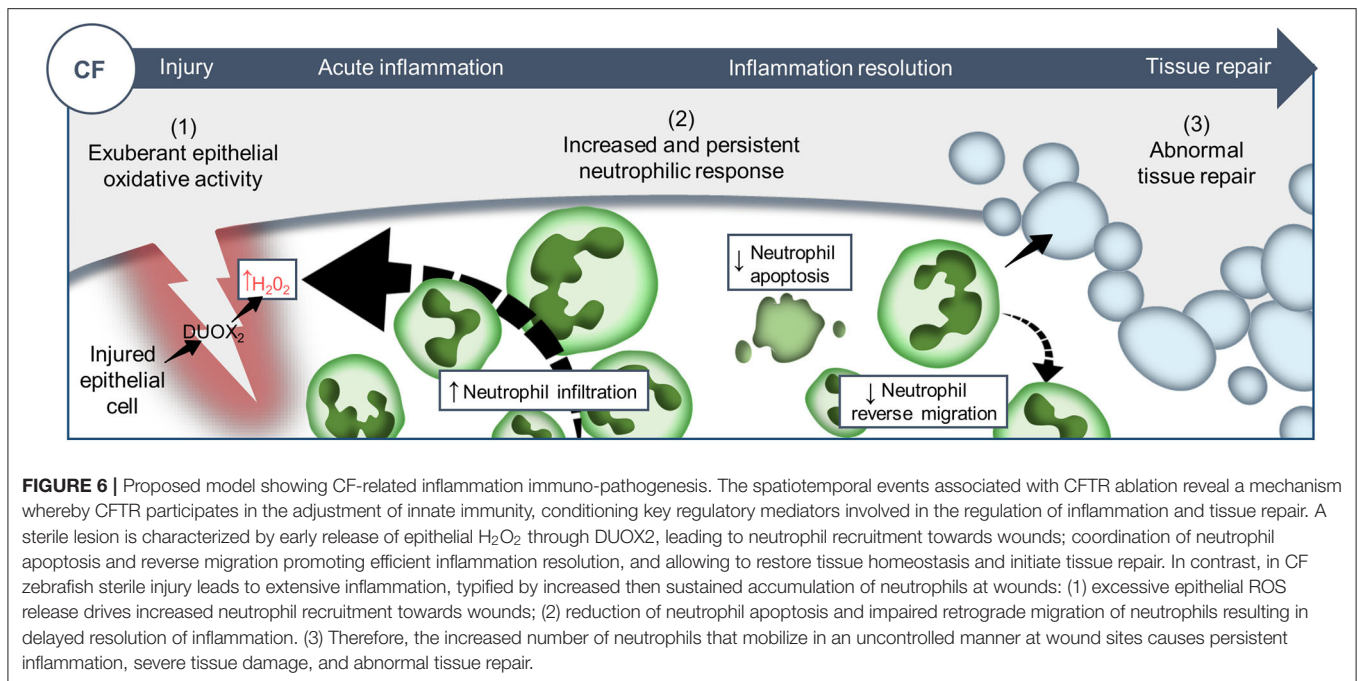 CF
Injury
Acute inflammation
Inflammation resolution
Tissue repair
(1)
Exuberant epithelial
oxidative activity
(2)
Increased and persistent
neutrophilic response
(3)
Abnormal
tissue repair
↑H₂0₂
DUOX₂
Injured
epithelial
cell
↑ Neutrophil infiltration
↓ Neutrophil
apoptosis
↓ Neutrophil
reverse migration
FIGURE 6 | Proposed model showing CF-related inflammation immuno-pathogenesis. The spatiotemporal events associated with CFTR ablation reveal a mechanism
whereby CFTR participates in the adjustment of innate immunity, conditioning key regulatory mediators involved in the regulation of inflammation and tissue repair. A
sterile lesion is characterized by early release of epithelial H₂O₂ through DUOX2, leading to neutrophil recruitment towards wounds; coordination of neutrophil
apoptosis and reverse migration promoting efficient inflammation resolution, and allowing to restore tissue homeostasis and initiate tissue repair. In contrast, in CF
zebrafish sterile injury leads to extensive inflammation, typified by increased then sustained accumulation of neutrophils at wounds: (1) excessive epithelial ROS
release drives increased neutrophil recruitment towards wounds; (2) reduction of neutrophil apoptosis and impaired retrograde migration of neutrophils resulting in
delayed resolution of inflammation. (3) Therefore, the increased number of neutrophils that mobilize in an uncontrolled manner at wound sites causes persistent
inflammation, severe tissue damage, and abnormal tissue repair.